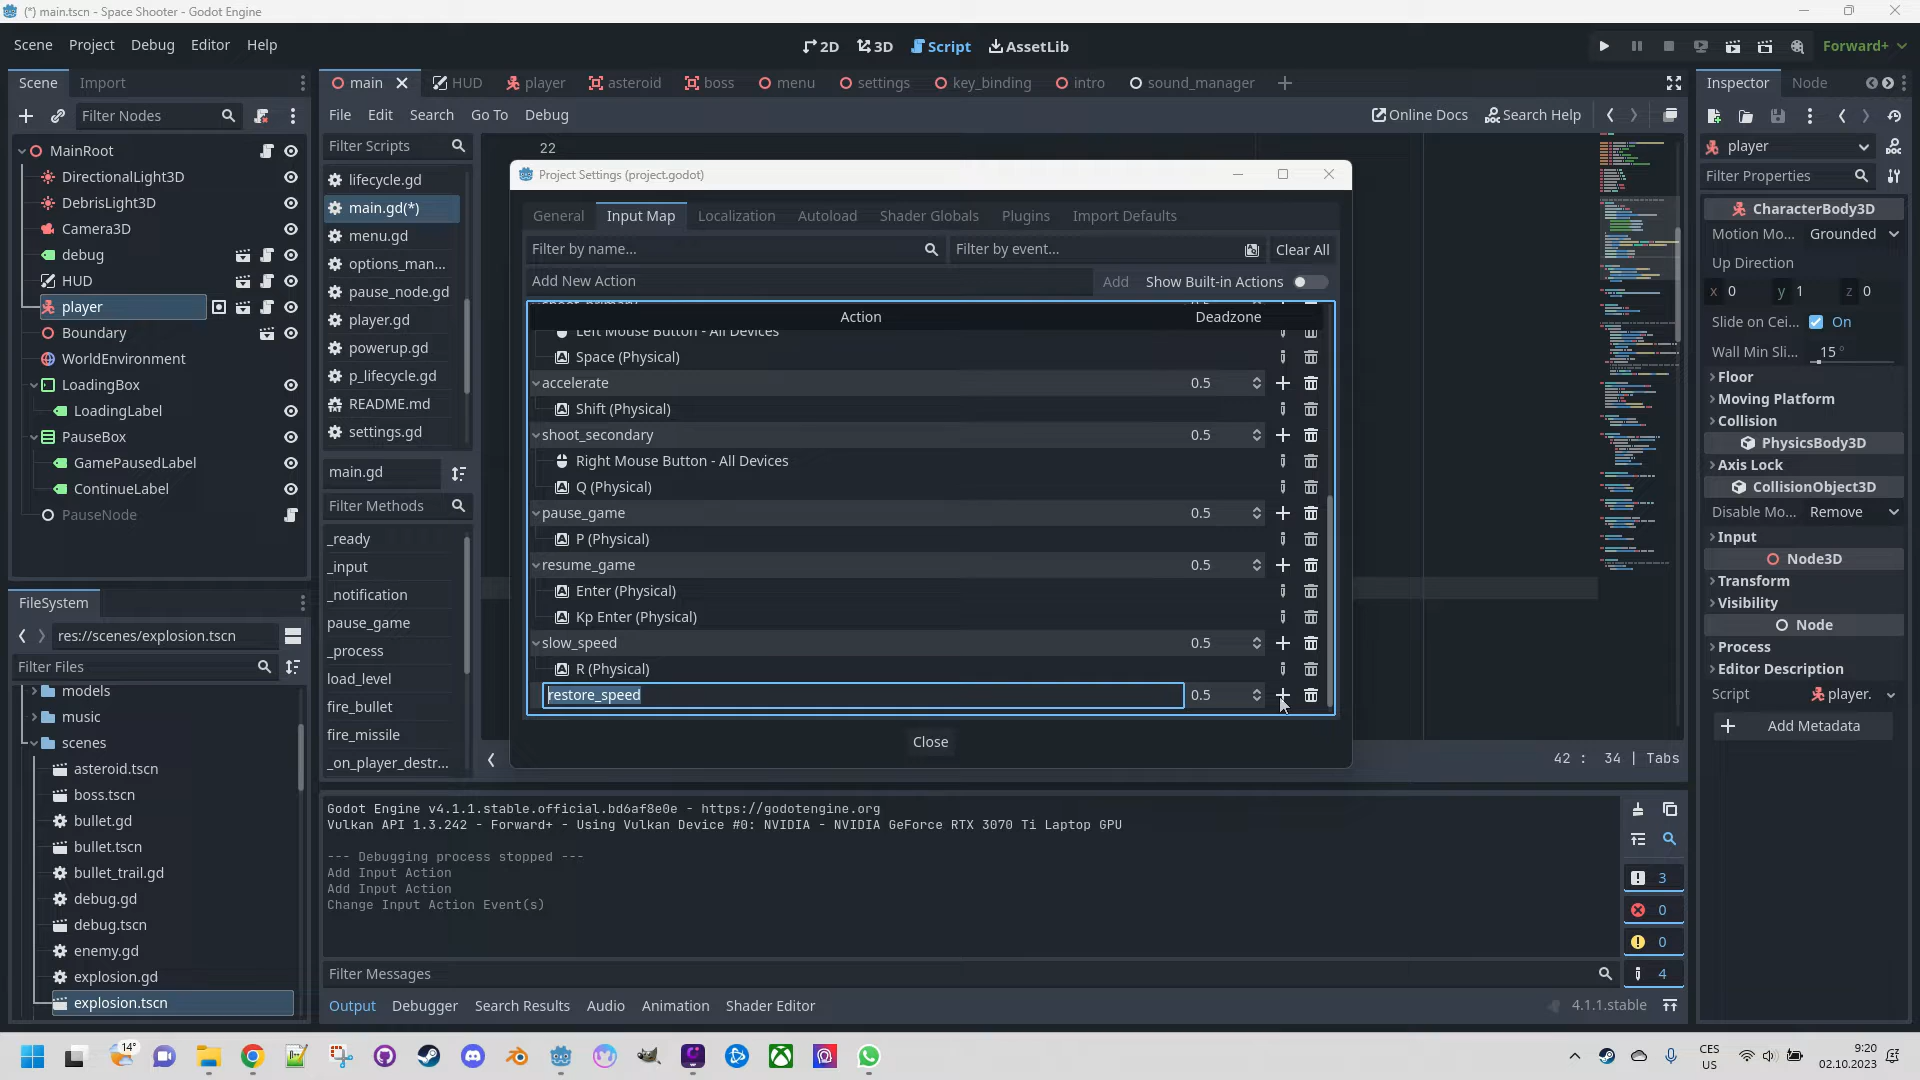 (*) main.tscn - Space Shooter - Godot Engine
Scene Project Debug Editor Help
2D 3D Script AssetLib
Forward+
Scene Import
main HUD player asteroid boss menu settings key_binding intro sound_manager
Inspector Node
Filter Nodes
File Edit Search Go To Debug
Online Docs Search Help
MainRoot
DirectionalLight3D
DebrisLight3D
Camera3D
debug
HUD
player
Boundary
WorldEnvironment
LoadingBox
LoadingLabel
PauseBox
GamePausedLabel
ContinueLabel
PauseNode
FileSystem
res://scenes/explosion.tscn
Filter Files
models
music
scenes
asteroid.tscn
boss.tscn
bullet.gd
bullet.tscn
bullet_trail.gd
debug.gd
debug.tscn
enemy.gd
explosion.gd
explosion.tscn
Filter Scripts
lifecycle.gd
main.gd(*)
menu.gd
options_man...
pause_node.gd
player.gd
powerup.gd
p_lifecycle.gd
README.md
settings.gd
main.gd
Filter Methods
_ready
_input
_notification
pause_game
_process
load_level
fire_bullet
fire_missile
_on_player_destr...
22
Project Settings (project.godot)
General Input Map Localization Autoload Shader Globals Plugins Import Defaults
Filter by name... Filter by event... Clear All
Add New Action Add Show Built-in Actions
Action Deadzone
Left Mouse Button - All Devices
Space (Physical)
accelerate 0.5
Shift (Physical)
shoot_secondary 0.5
Right Mouse Button - All Devices
Q (Physical)
pause_game 0.5
P (Physical)
resume_game 0.5
Enter (Physical)
Kp Enter (Physical)
slow_speed 0.5
R (Physical)
restore_speed 0.5
Close
42 : 34 | Tabs
Godot Engine v4.1.1.stable.official.bd6af8e0e - https://godotengine.org
Vulkan API 1.3.242 - Forward+ - Using Vulkan Device #0: NVIDIA - NVIDIA GeForce RTX 3070 Ti Laptop GPU
--- Debugging process stopped ---
Add Input Action
Add Input Action
Change Input Action Event(s)
3
0
0
4
Filter Messages
Output Debugger Search Results Audio Animation Shader Editor
4.1.1.stable
player
Filter Properties
CharacterBody3D
Motion Mo... Grounded
Up Direction
x 0 y 1 z 0
Slide on Cei... On
Wall Min Sli... 15 °
Floor
Moving Platform
Collision
PhysicsBody3D
Axis Lock
CollisionObject3D
Disable Mo... Remove
Input
Node3D
Transform
Visibility
Node
Process
Editor Description
Script player.
Add Metadata
14°
CES
US
9:20
02.10.2023